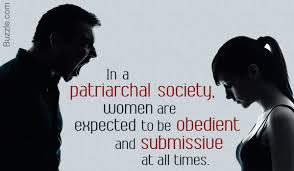 Buzzle.com
In a
patriarchal society,
women are
expected to be obedient
and submissive
at all times.